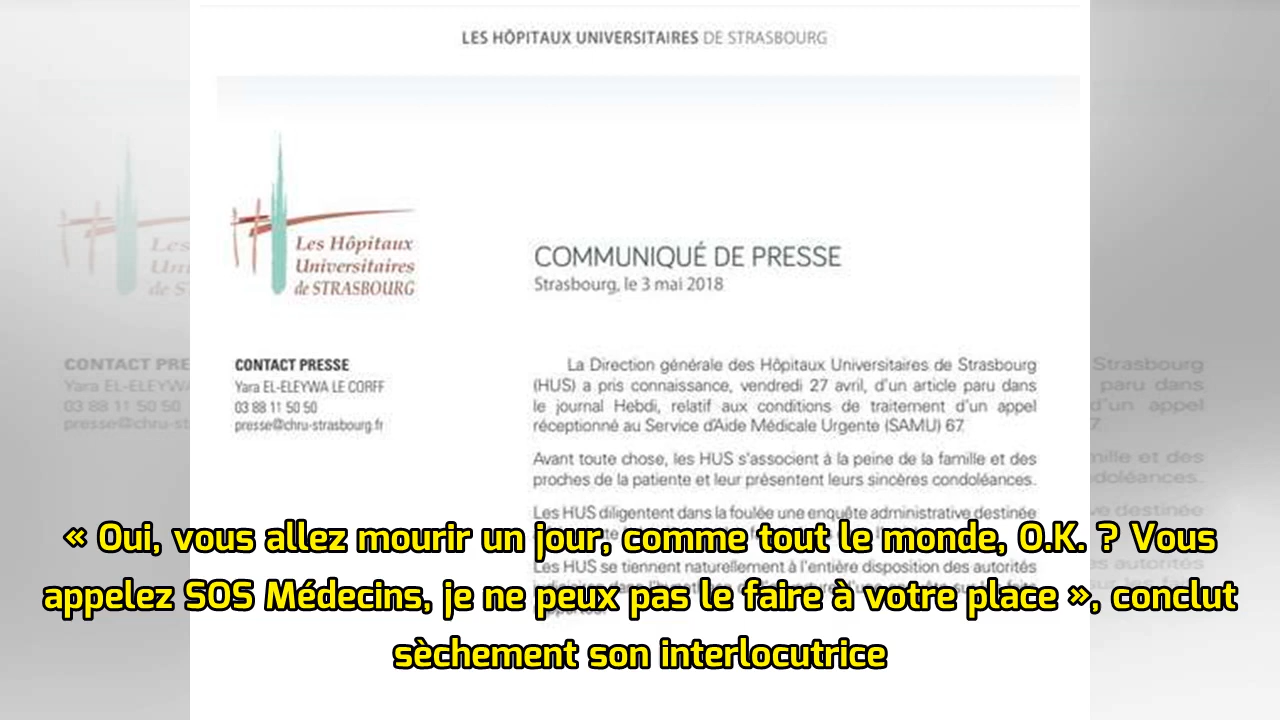 LES HÔPITAUX UNIVERSITAIRES DE STRASBOURG
Les Hôpitaux
Universitaires
de STRASBOURG
COMMUNIQUÉ DE PRESSE
Strasbourg, le 3 mai 2018
CONTACT PRESSE
Yara EL-ELEYWA LE CORFF
03 88 11 50 50
presse@chru-strasbourg.fr
La Direction générale des Hôpitaux Universitaires de Strasbourg
(HUS) a pris connaissance, vendredi 27 avril, d'un article paru dans
le journal Hebdi, relatif aux conditions de traitement d'un appel
réceptionné au Service d'Aide Médicale Urgente (SAMU) 67.
Avant toute chose, les HUS s'associent à la peine de la famille et des
proches de la patiente et leur présentent leurs sincères condoléances.
Les HUS diligentent dans la foulée une enquête administrative destinée
Les HUS se tiennent naturellement à l'entière disposition des autorités
« Oui, vous allez mourir un jour, comme tout le monde, O.K. ? Vous
appelez SOS Médecins, je ne peux pas le faire à votre place », conclut
sèchement son interlocutrice